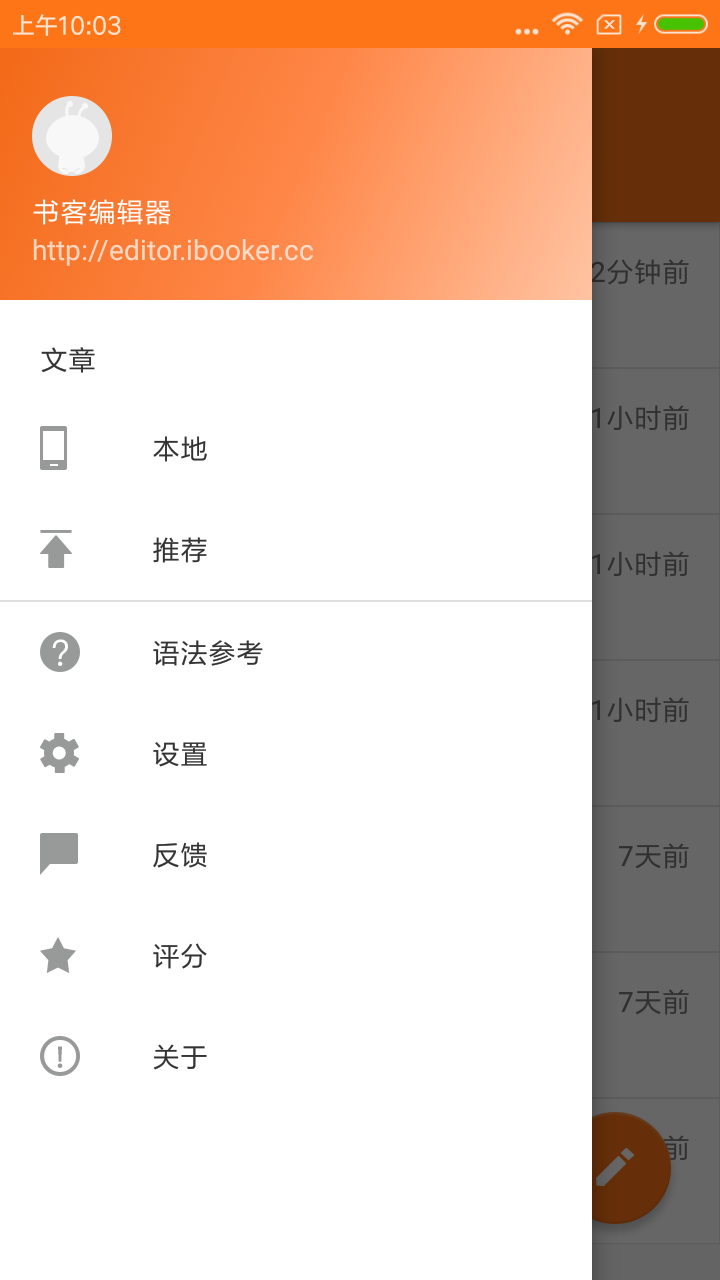 上午10:03
书客编辑器
http://editor.ibooker.cc
文章
本地
推荐
语法参考
设置
反馈
评分
关于
2分钟前
1小时前
1小时前
1小时前
7天前
7天前
前